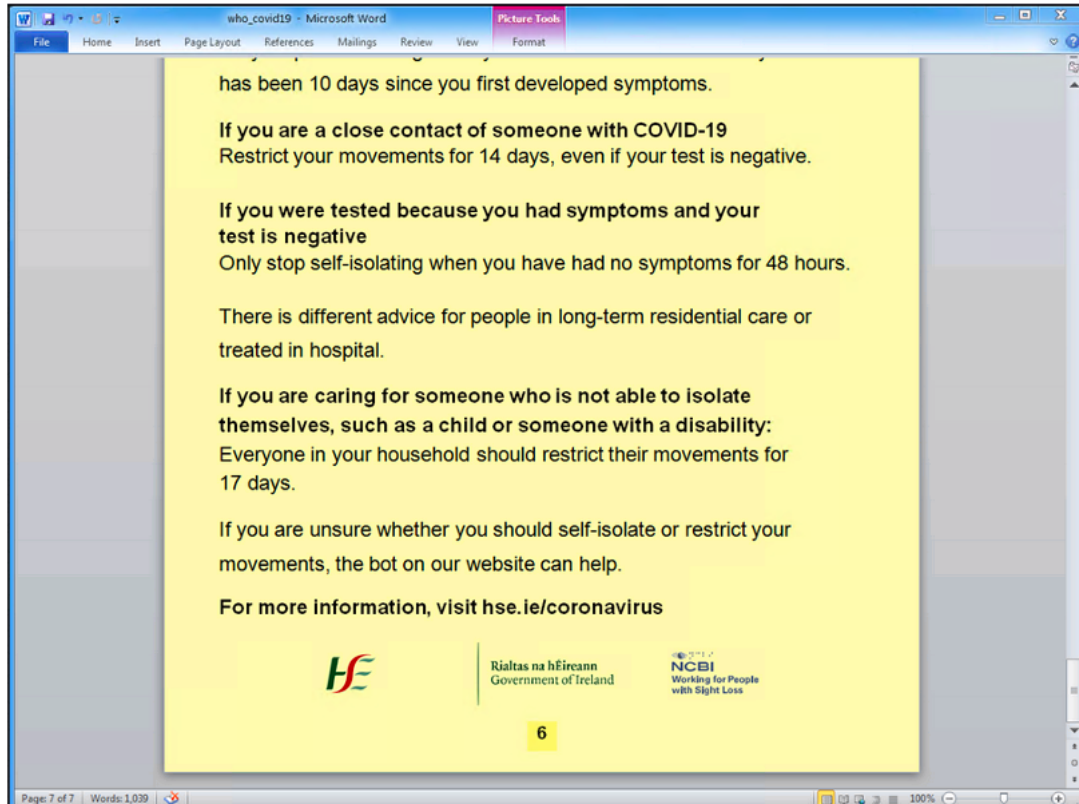 who_covid19 - Microsoft Word
Picture Tools
File Home Insert Page Layout References Mailings Review View Format
has been 10 days since you first developed symptoms.
If you are a close contact of someone with COVID-19
Restrict your movements for 14 days, even if your test is negative.
If you were tested because you had symptoms and your
test is negative
Only stop self-isolating when you have had no symptoms for 48 hours.
There is different advice for people in long-term residential care or
treated in hospital.
If you are caring for someone who is not able to isolate
themselves, such as a child or someone with a disability:
Everyone in your household should restrict their movements for
17 days.
If you are unsure whether you should self-isolate or restrict your
movements, the bot on our website can help.
For more information, visit hse.ie/coronavirus
HSE
Rialtas na hÉireann
Government of Ireland
NCBI
Working for People
with Sight Loss
6
Page: 7 of 7 Words: 1,039 100%